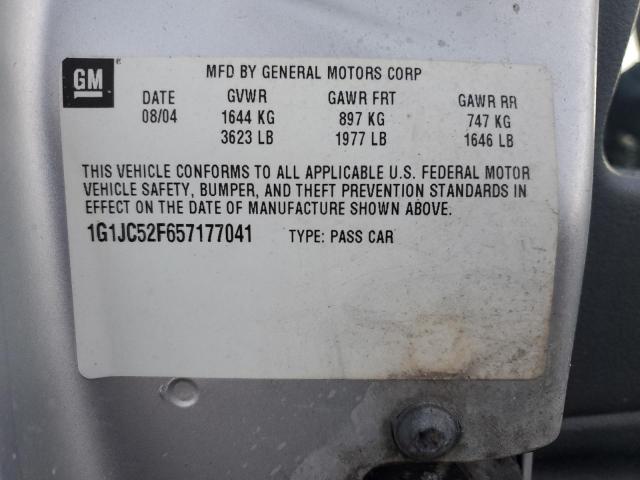 GM
MFD BY GENERAL MOTORS CORP
DATE GVWR GAWR FRT GAWR RR
08/04 1644 KG 897 KG 747 KG
3623 LB 1977 LB 1646 LB
THIS VEHICLE CONFORMS TO ALL APPLICABLE U.S. FEDERAL MOTOR
VEHICLE SAFETY, BUMPER, AND THEFT PREVENTION STANDARDS IN
EFFECT ON THE DATE OF MANUFACTURE SHOWN ABOVE.
1G1JC52F657177041 TYPE: PASS CAR